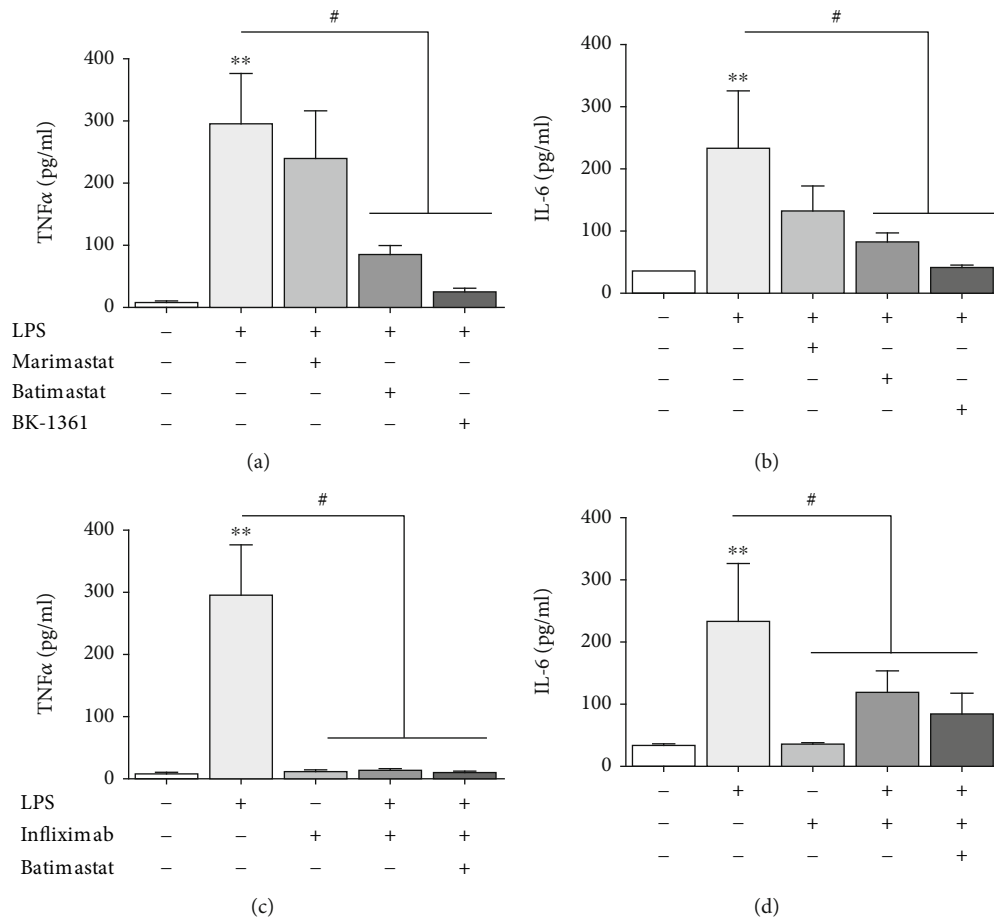 (a)
#
**
TNFα (pg/ml)
400
300
200
100
0
LPS – + + + +
Marimastat – – + – –
Batimastat – – – + –
BK-1361 – – – – +
(a)
(b)
#
**
IL-6 (pg/ml)
400
300
200
100
0
– + + + +
– – + – –
– – – + –
– – – – +
(b)
(c)
#
**
TNFα (pg/ml)
400
300
200
100
0
LPS – + – + +
Infliximab – – + + +
Batimastat – – – – +
(c)
(d)
#
**
IL-6 (pg/ml)
400
300
200
100
0
– + – + +
– – + + +
– – – – +
(d)